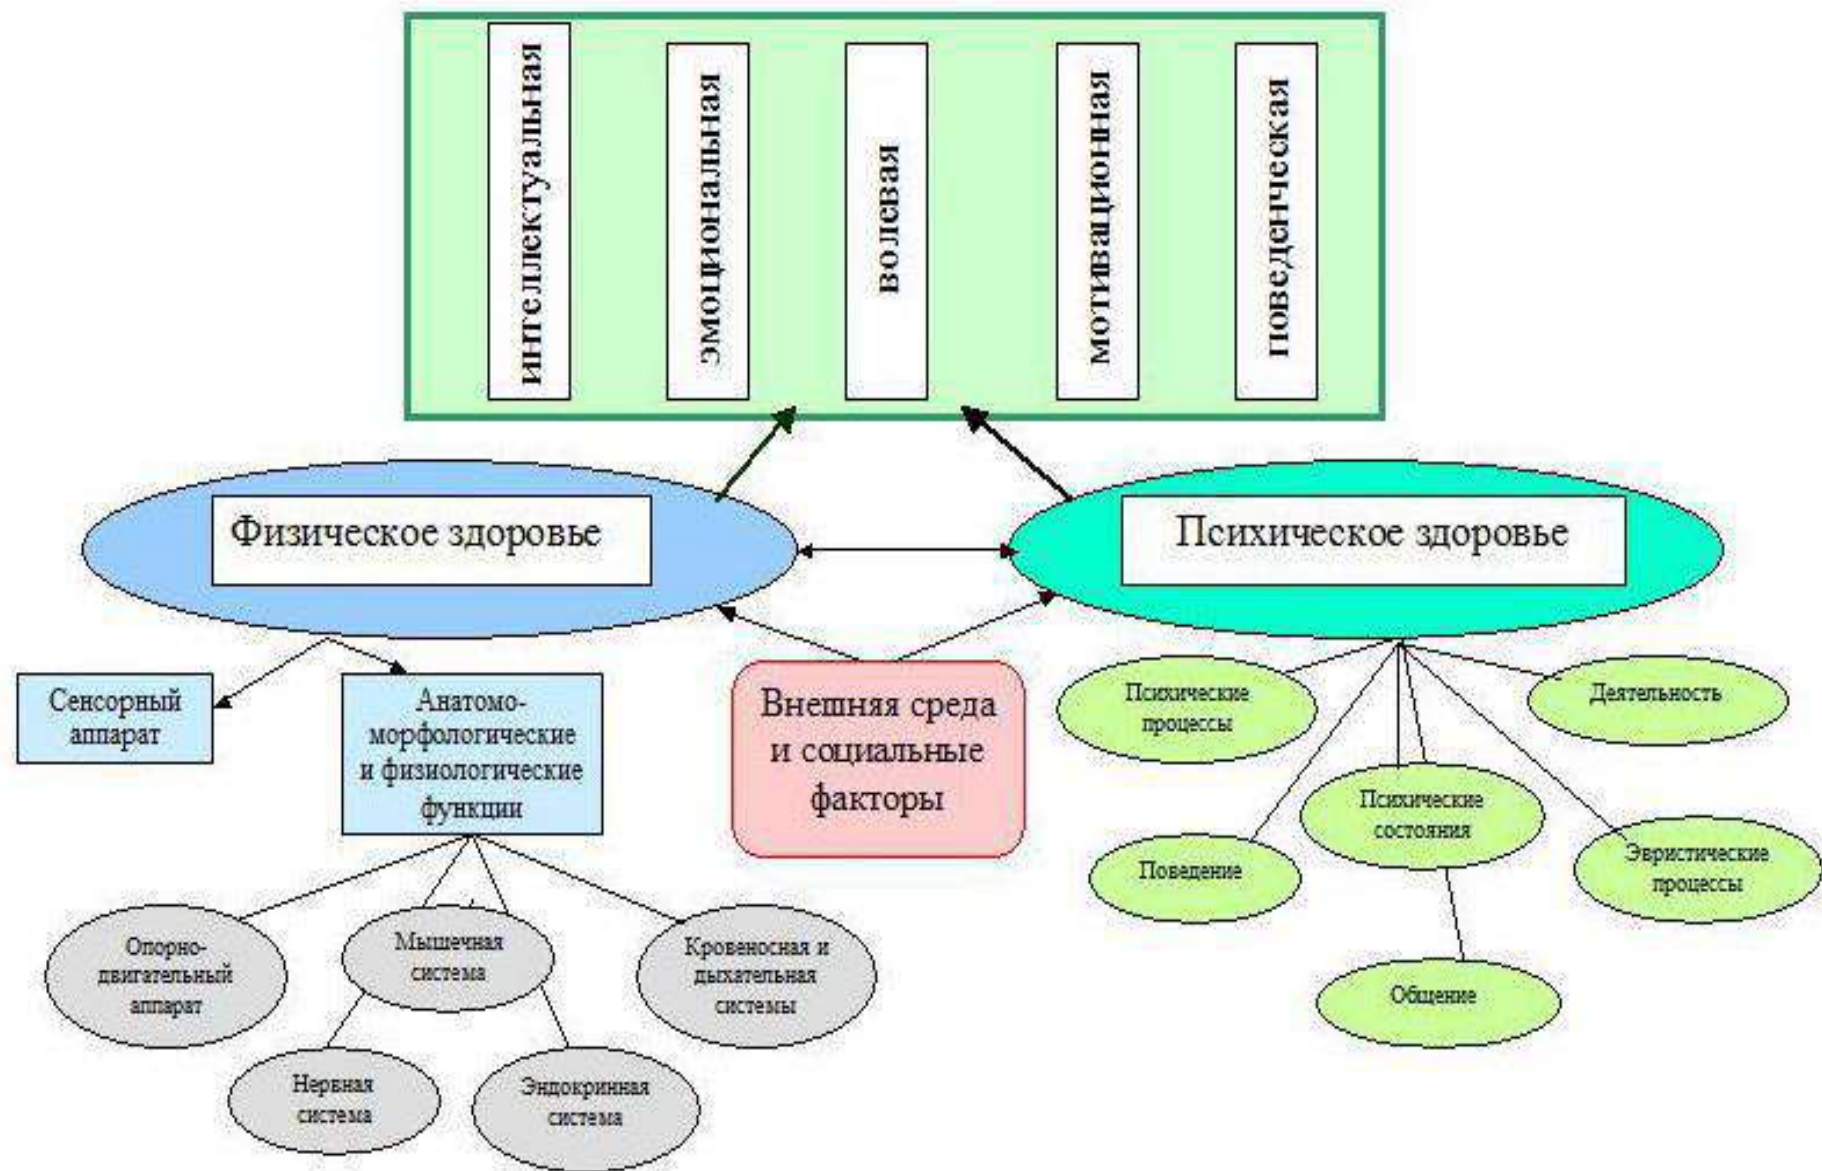 интеллектуальная
эмоциональная
волевая
мотивационная
поведенческая
Физическое здоровье
Психическое здоровье
Сенсорный
аппарат
Анатомо-
морфологические
и физиологические
функции
Внешняя среда
и социальные
факторы
Психические
процессы
Деятельность
Психические
состояния
Поведение
Эвристические
процессы
Общение
Опорно-
двигательный
аппарат
Мышечная
система
Кровеносная и
дыхательная
системы
Нервная
система
Эндокринная
система